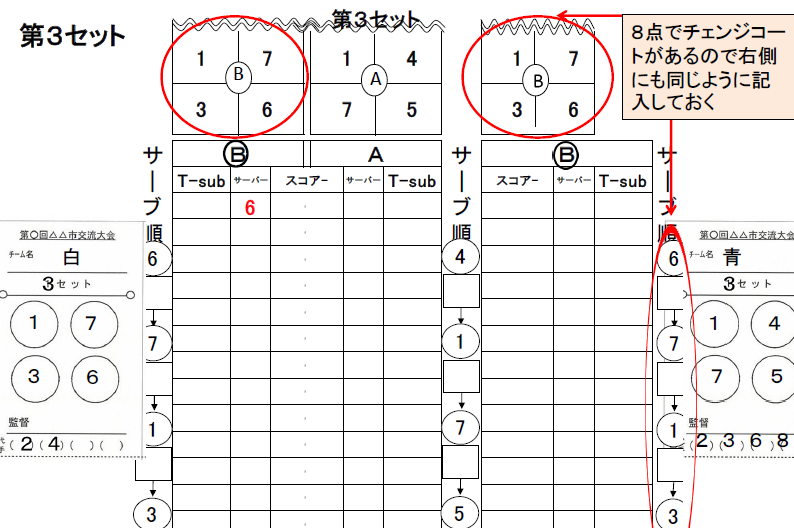 第３セット
第３セット
1 7
B
3 6
1 4
A
7 5
1 7
B
3 6
８点でチェンジコー
トがあるので右側
にも同じように記
入しておく
サーブ順
Ⓑ A
T-sub サーバー スコアー サーバー T-sub
6
サーブ順
Ⓑ
スコアー サーバー T-sub
サーブ順
6
7
1
3
4
1
7
5
6
7
1
3
第〇回△△市交流大会
チーム名 白
3セット
1 7
3 6
監督
(2)(4)( )( )
第〇回△△市交流大会
チーム名 青
3セット
1 4
7 5
監督
(2)(3)(6)(8